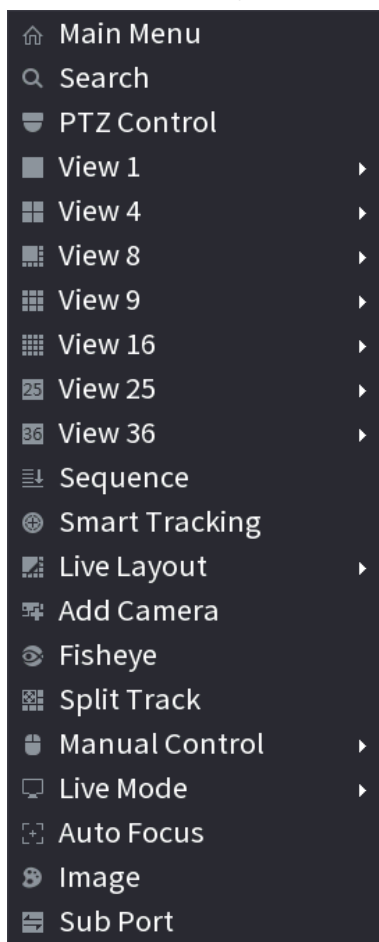 Main Menu
Search
PTZ Control
View 1
View 4
View 8
View 9
View 16
25 View 25
36 View 36
Sequence
Smart Tracking
Live Layout
Add Camera
Fisheye
Split Track
Manual Control
Live Mode
Auto Focus
Image
Sub Port